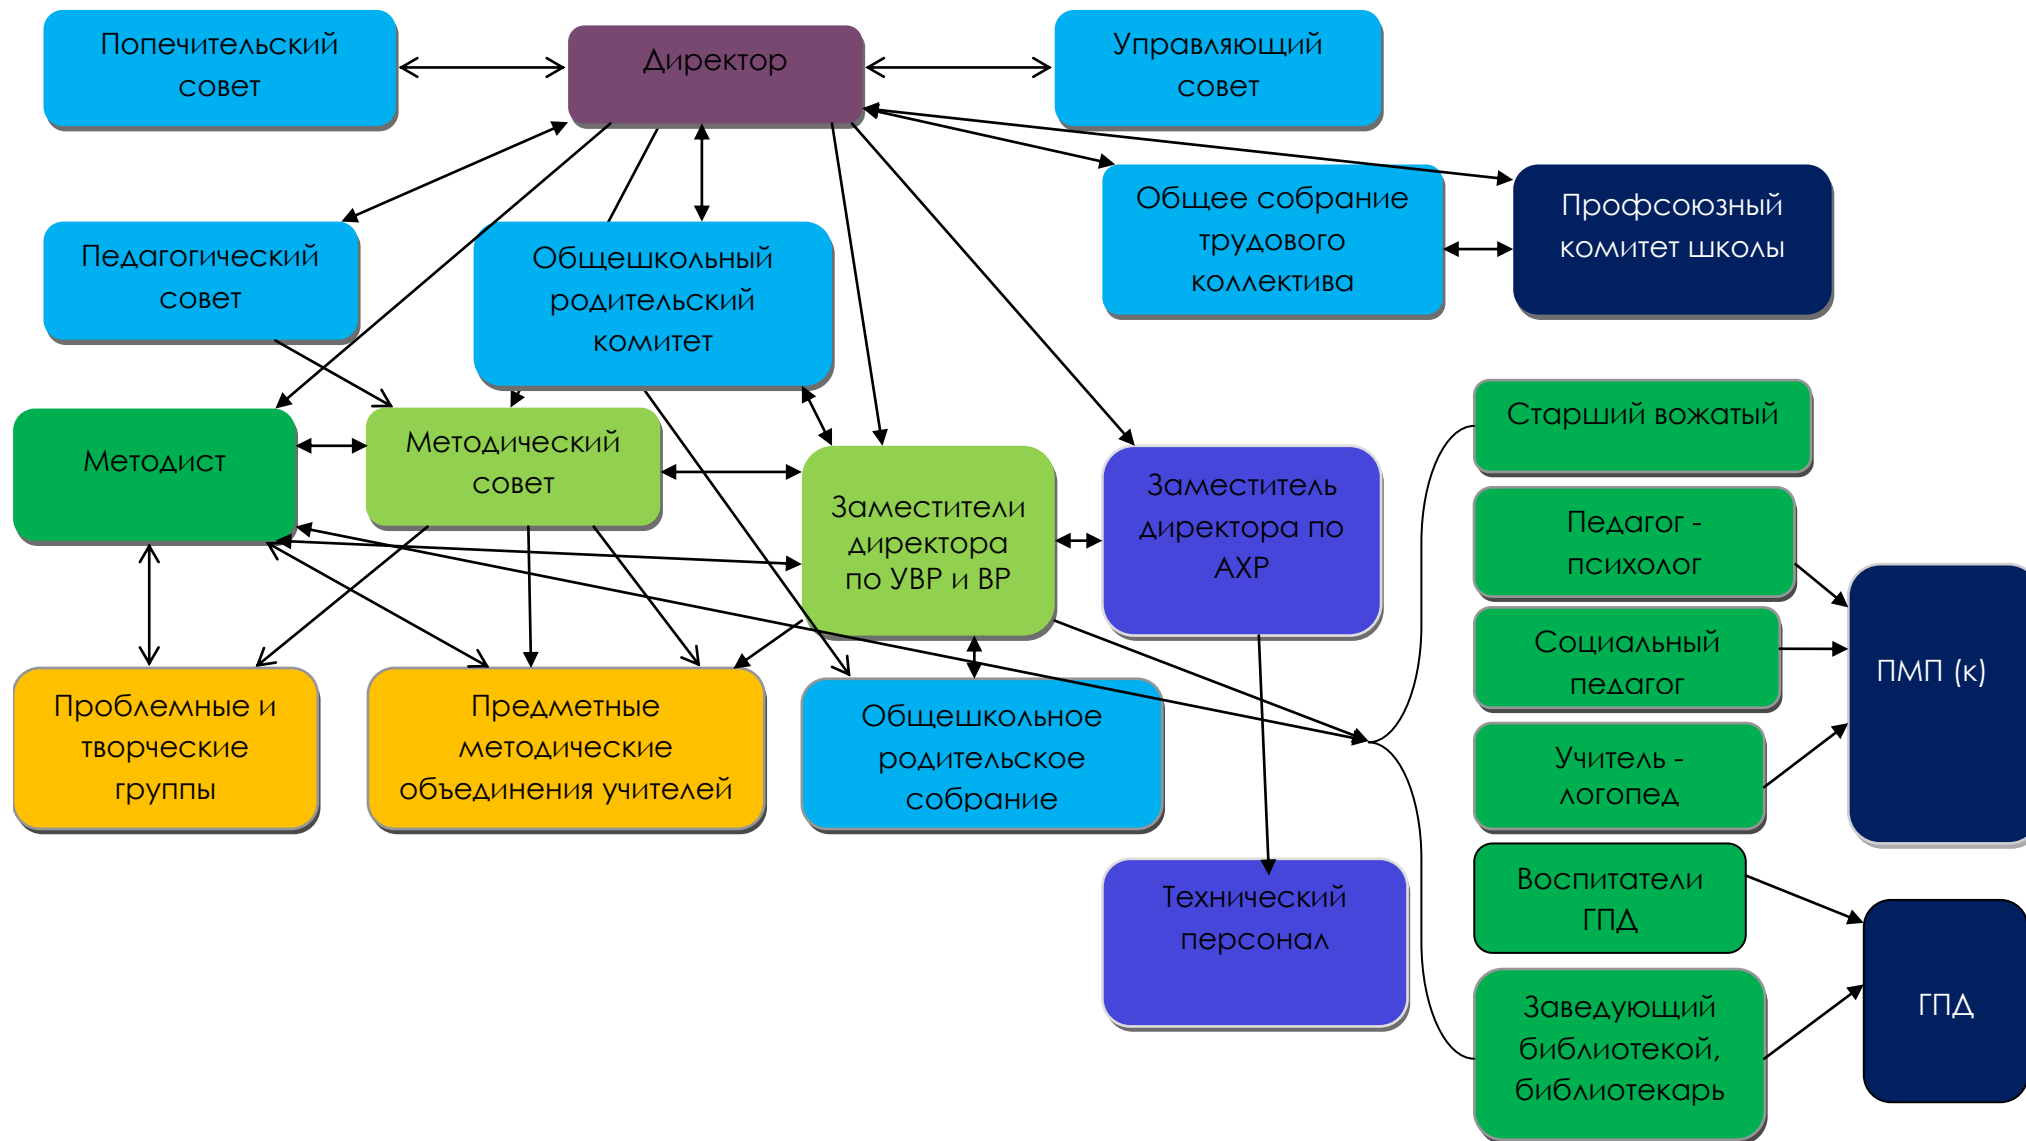 Попечительский
совет
Директор
Управляющий
совет
Педагогический
совет
Общешкольный
родительский
комитет
Общее собрание
трудового
коллектива
Профсоюзный
комитет школы
Методист
Методический
совет
Заместители
директора
по УВР и ВР
Заместитель
директора по
АХР
Старший вожатый
Педагог -
психолог
Социальный
педагог
Учитель -
логопед
ПМП (к)
Проблемные и
творческие
группы
Предметные
методические
объединения учителей
Общешкольное
родительское
собрание
Технический
персонал
Воспитатели
ГПД
Заведующий
библиотекой,
библиотекарь
ГПД